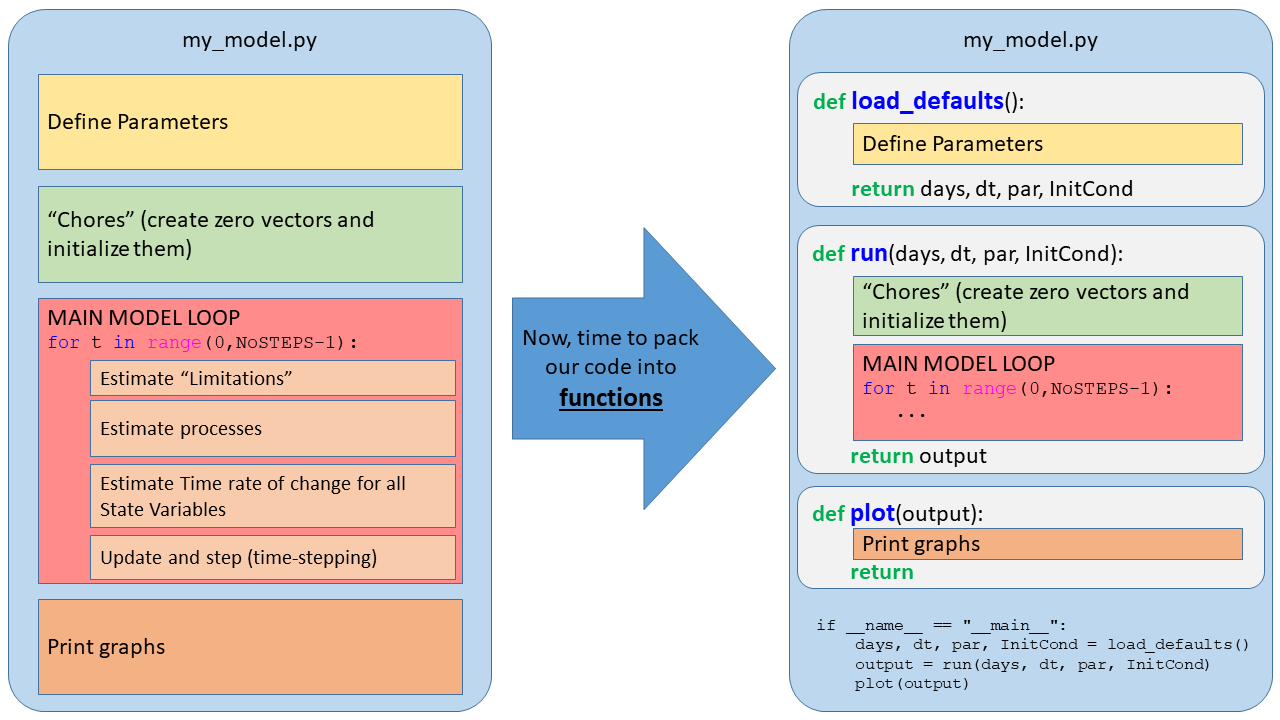 my_model.py
Define Parameters
“Chores” (create zero vectors and
initialize them)
MAIN MODEL LOOP
for t in range(0,NoSTEPS-1):
Estimate “Limitations”
Estimate processes
Estimate Time rate of change for all
State Variables
Update and step (time-stepping)
Print graphs
Now, time to pack
our code into
functions
my_model.py
def load_defaults():
Define Parameters
return days, dt, par, InitCond
def run(days, dt, par, InitCond):
“Chores” (create zero vectors and
initialize them)
MAIN MODEL LOOP
for t in range(0,NoSTEPS-1):
...
return output
def plot(output):
Print graphs
return
if __name__ == "__main__":
days, dt, par, InitCond = load_defaults()
output = run(days, dt, par, InitCond)
plot(output)